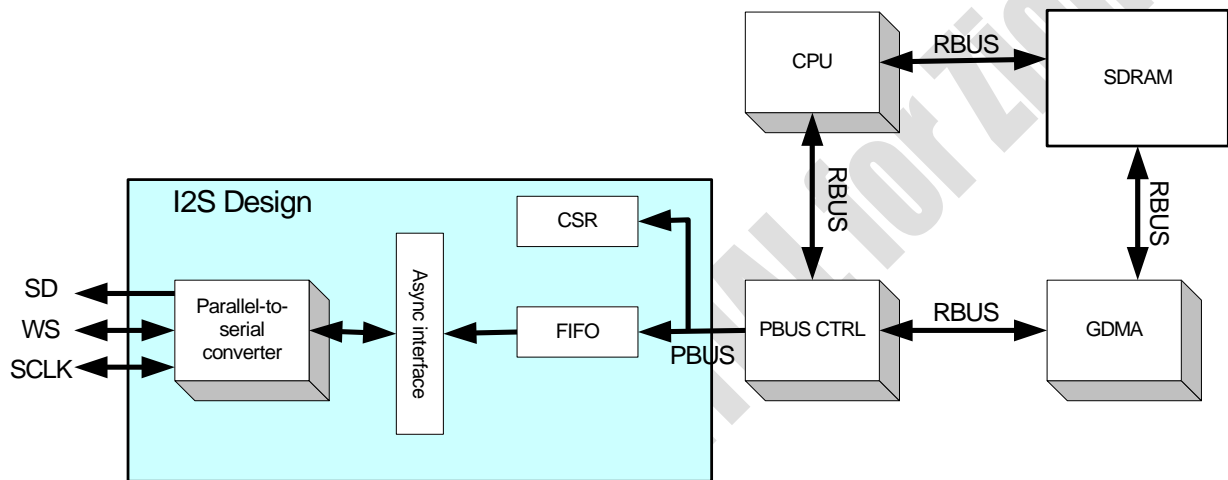 RBUS
CPU
SDRAM
RBUS
RBUS
I2S Design
CSR
Async interface
SD
WS
SCLK
Parallel-to-
serial
converter
FIFO
PBUS
PBUS CTRL
RBUS
GDMA
for